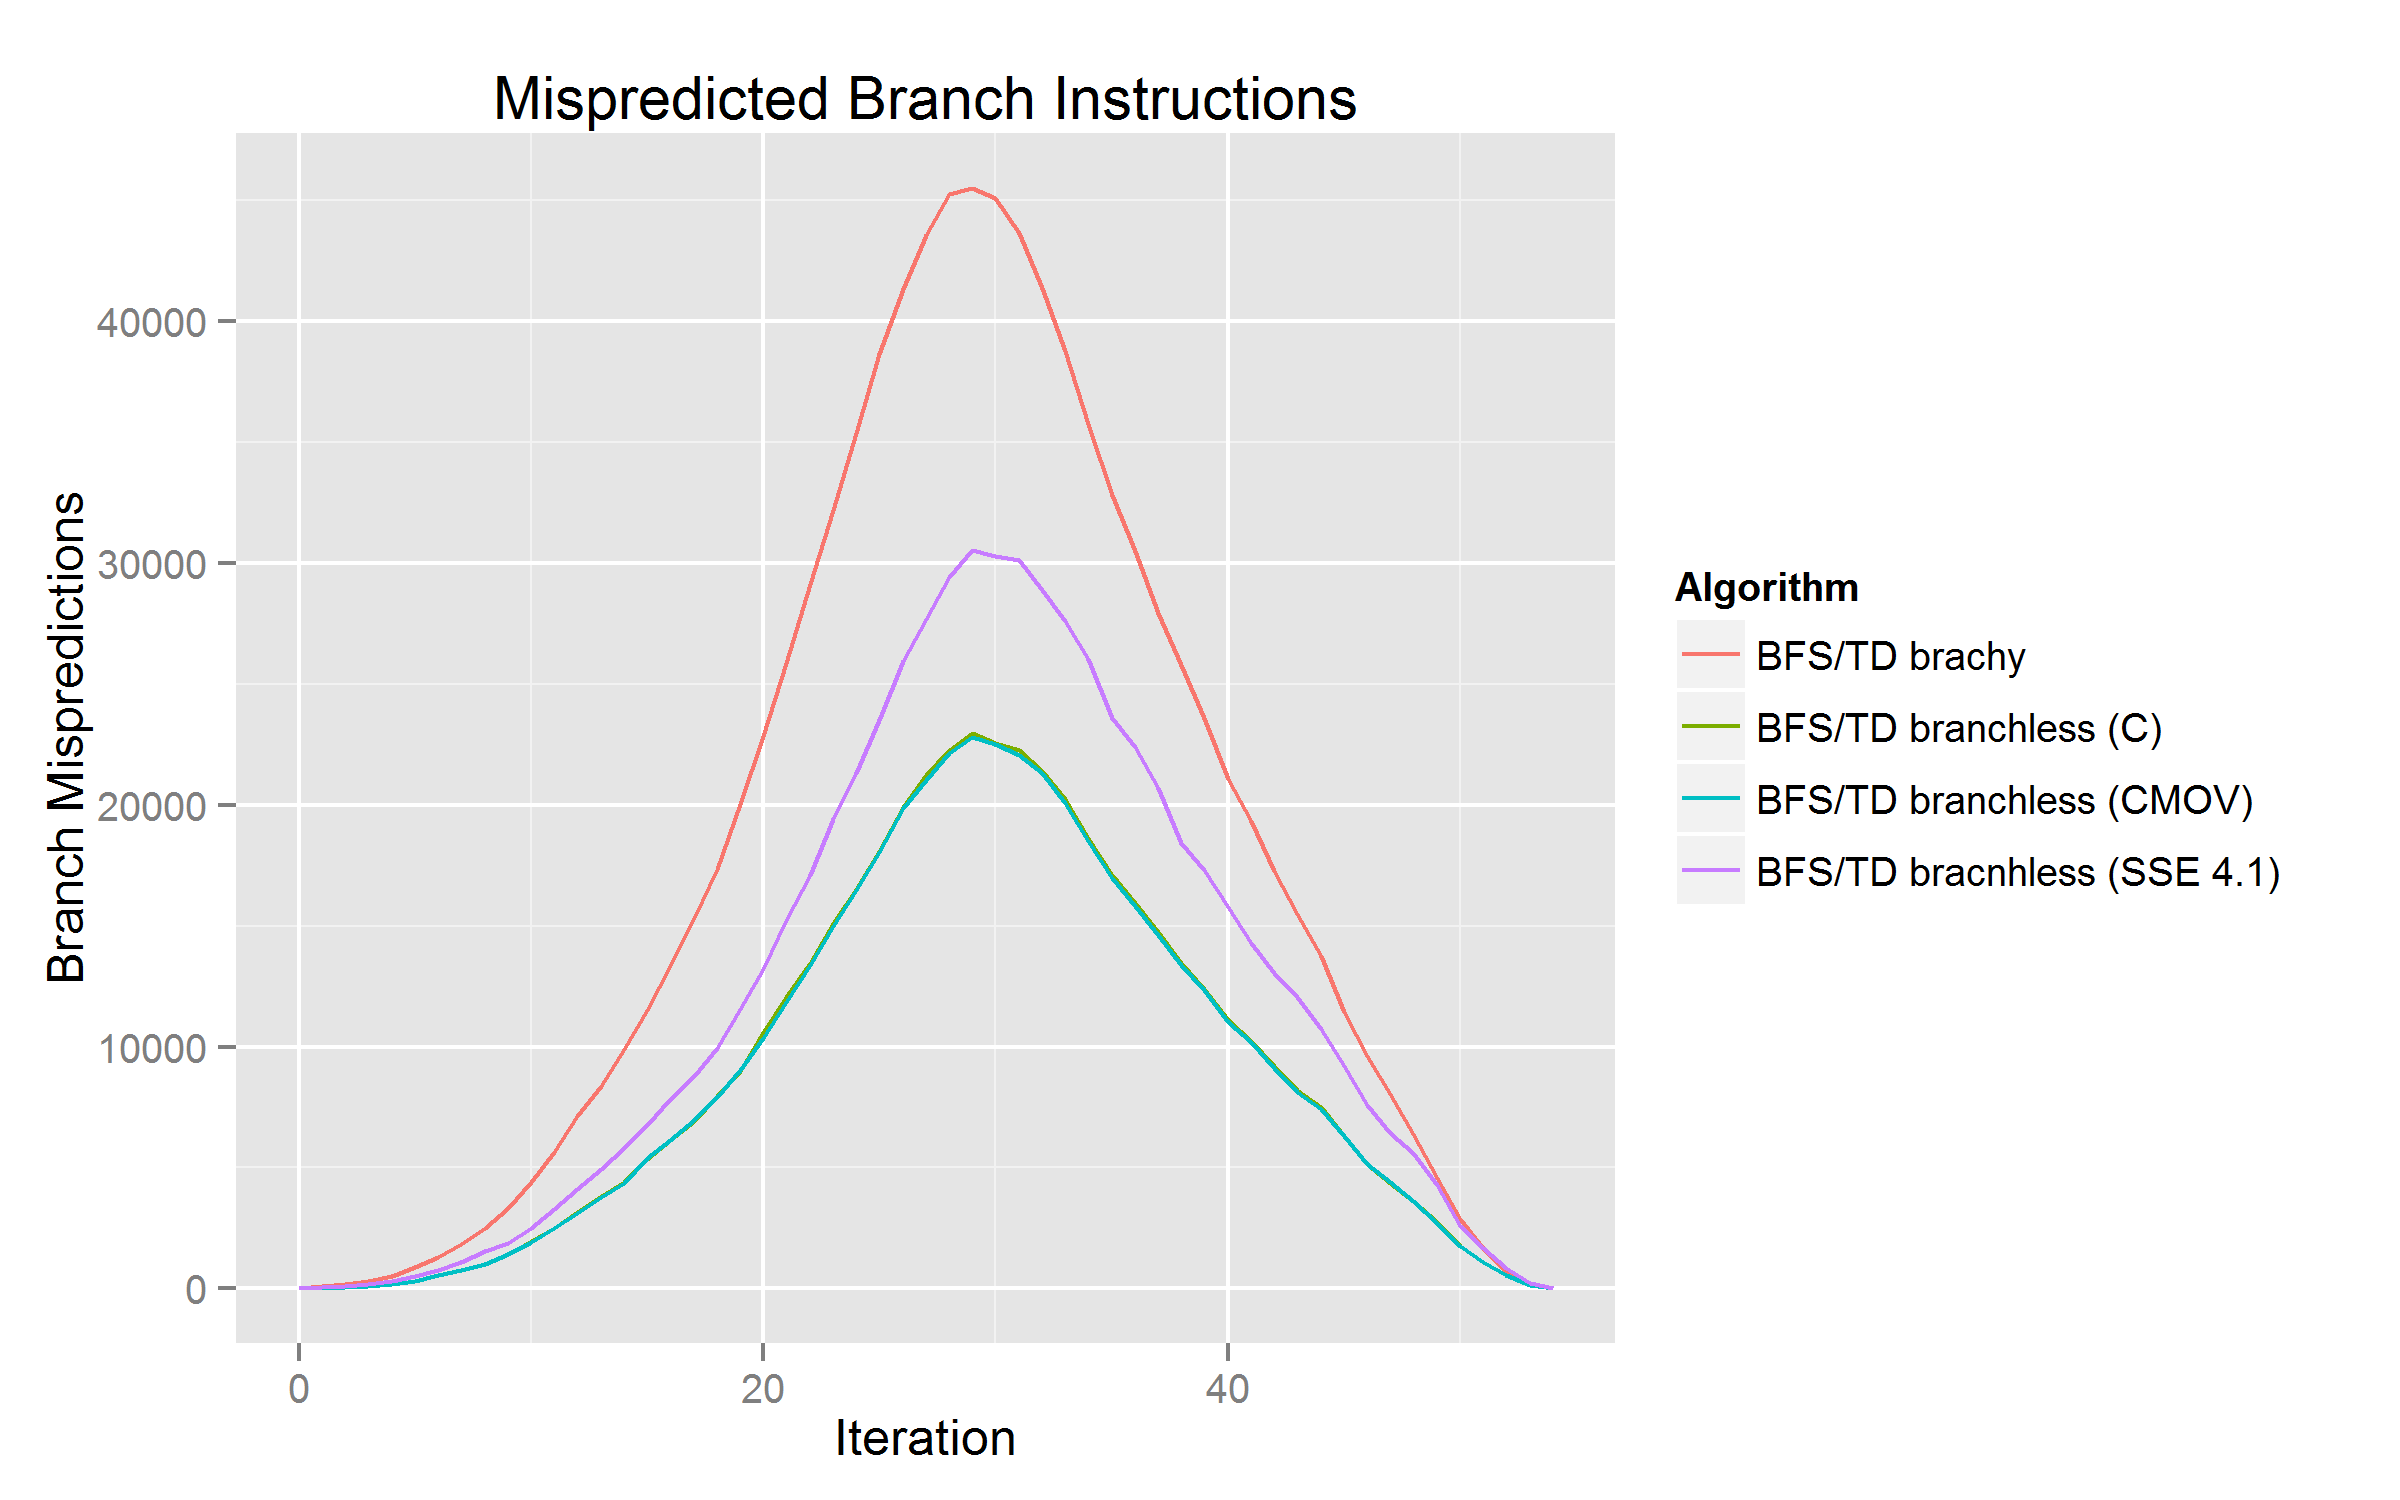 Mispredicted Branch Instructions
Branch Mispredictions
40000
30000
20000
10000
0
0 20 40
Iteration
Algorithm
BFS/TD brachy
BFS/TD branchless (C)
BFS/TD branchless (CMOV)
BFS/TD bracnhless (SSE 4.1)